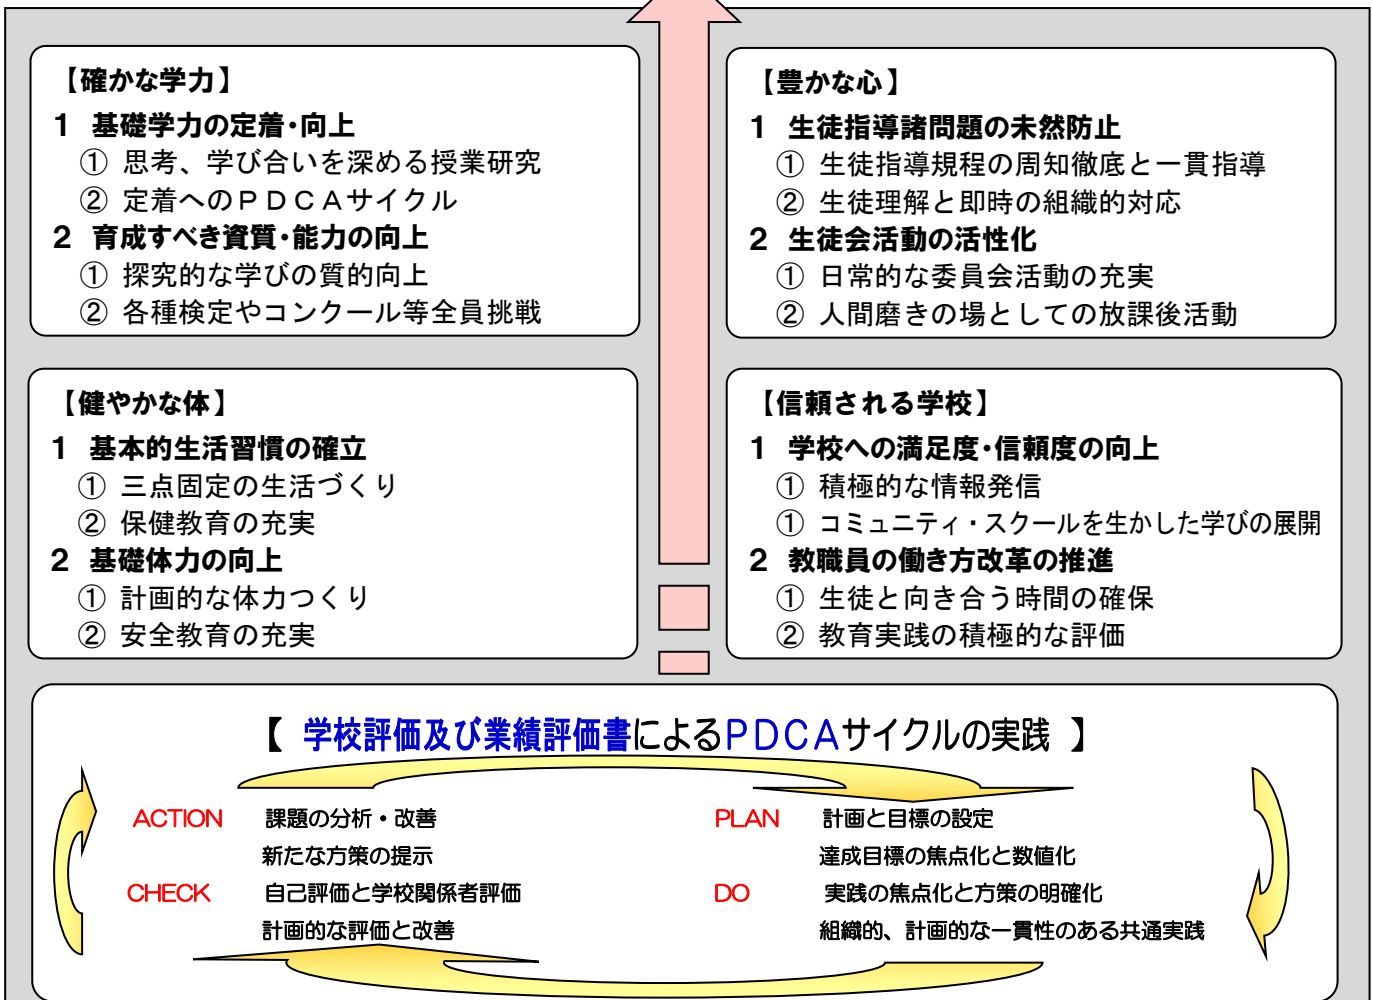 【確かな学力】
1 基礎学力の定着・向上
① 思考、学び合いを深める授業研究
② 定着へのＰＤＣＡサイクル
2 育成すべき資質・能力の向上
① 探究的な学びの質的向上
② 各種検定やコンクール等全員挑戦
【豊かな心】
1 生徒指導諸問題の未然防止
① 生徒指導規程の周知徹底と一貫指導
② 生徒理解と即時の組織的対応
2 生徒会活動の活性化
① 日常的な委員会活動の充実
② 人間磨きの場としての放課後活動
【健やかな体】
1 基本的生活習慣の確立
① 三点固定の生活づくり
② 保健教育の充実
2 基礎体力の向上
① 計画的な体力つくり
② 安全教育の充実
【信頼される学校】
1 学校への満足度・信頼度の向上
① 積極的な情報発信
① コミュニティ・スクールを生かした学びの展開
2 教職員の働き方改革の推進
① 生徒と向き合う時間の確保
② 教育実践の積極的な評価
【 学校評価及び業績評価書によるＰＤＣＡサイクルの実践 】
ACTION 課題の分析・改善
新たな方策の提示
CHECK 自己評価と学校関係者評価
計画的な評価と改善
PLAN 計画と目標の設定
達成目標の焦点化と数値化
DO 実践の焦点化と方策の明確化
組織的、計画的な一貫性のある共通実践